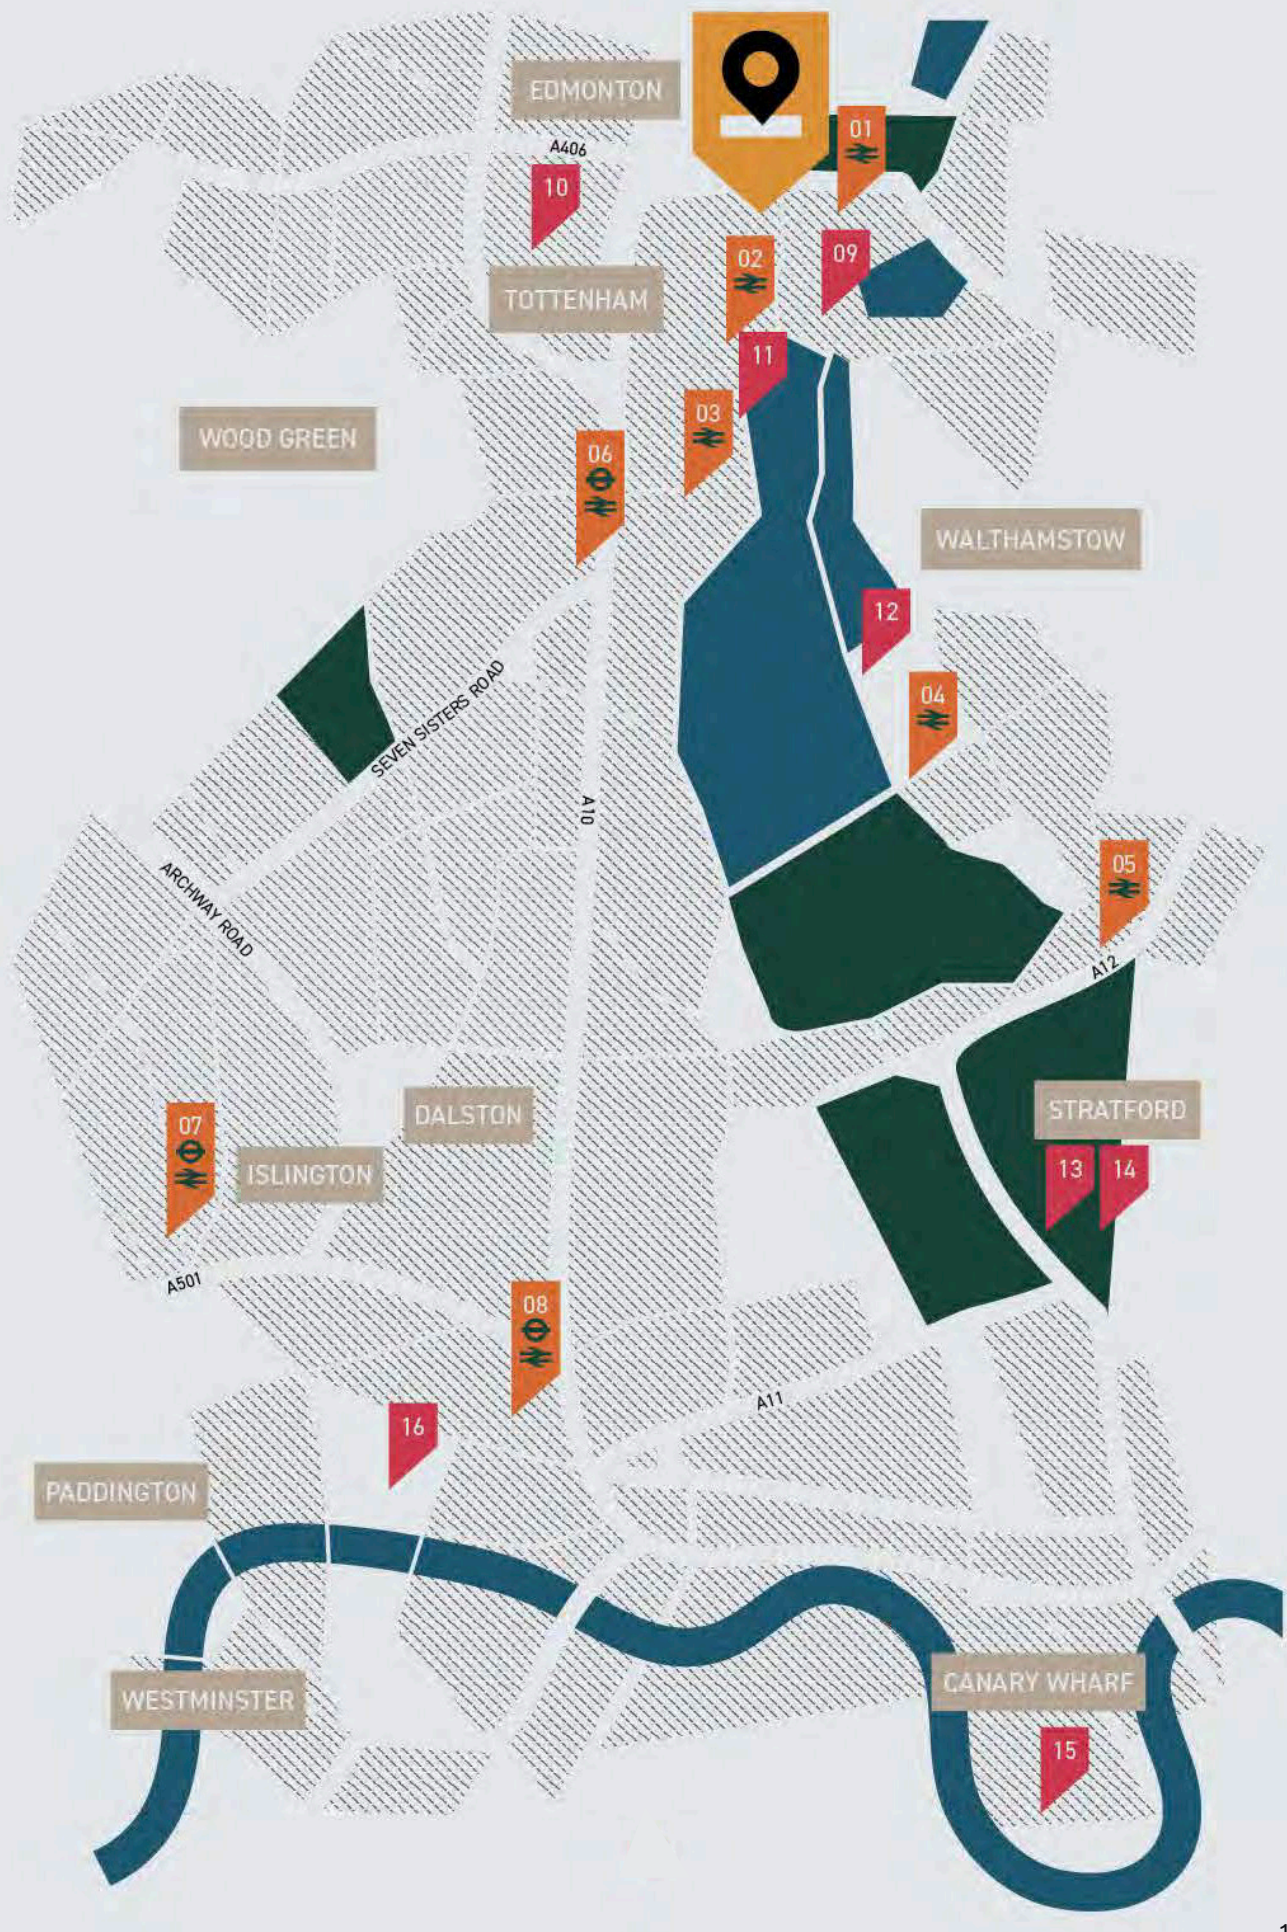 EDMONTON
01
A406
10
02
09
TOTTENHAM
11
03
WOOD GREEN
06
WALTHAMSTOW
12
04
SEVEN SISTERS ROAD
A10
05
ARCHWAY ROAD
A12
DALSTON
STRATFORD
07
ISLINGTON
13
14
A501
08
A11
16
PADDINGTON
CANARY WHARF
WESTMINSTER
15